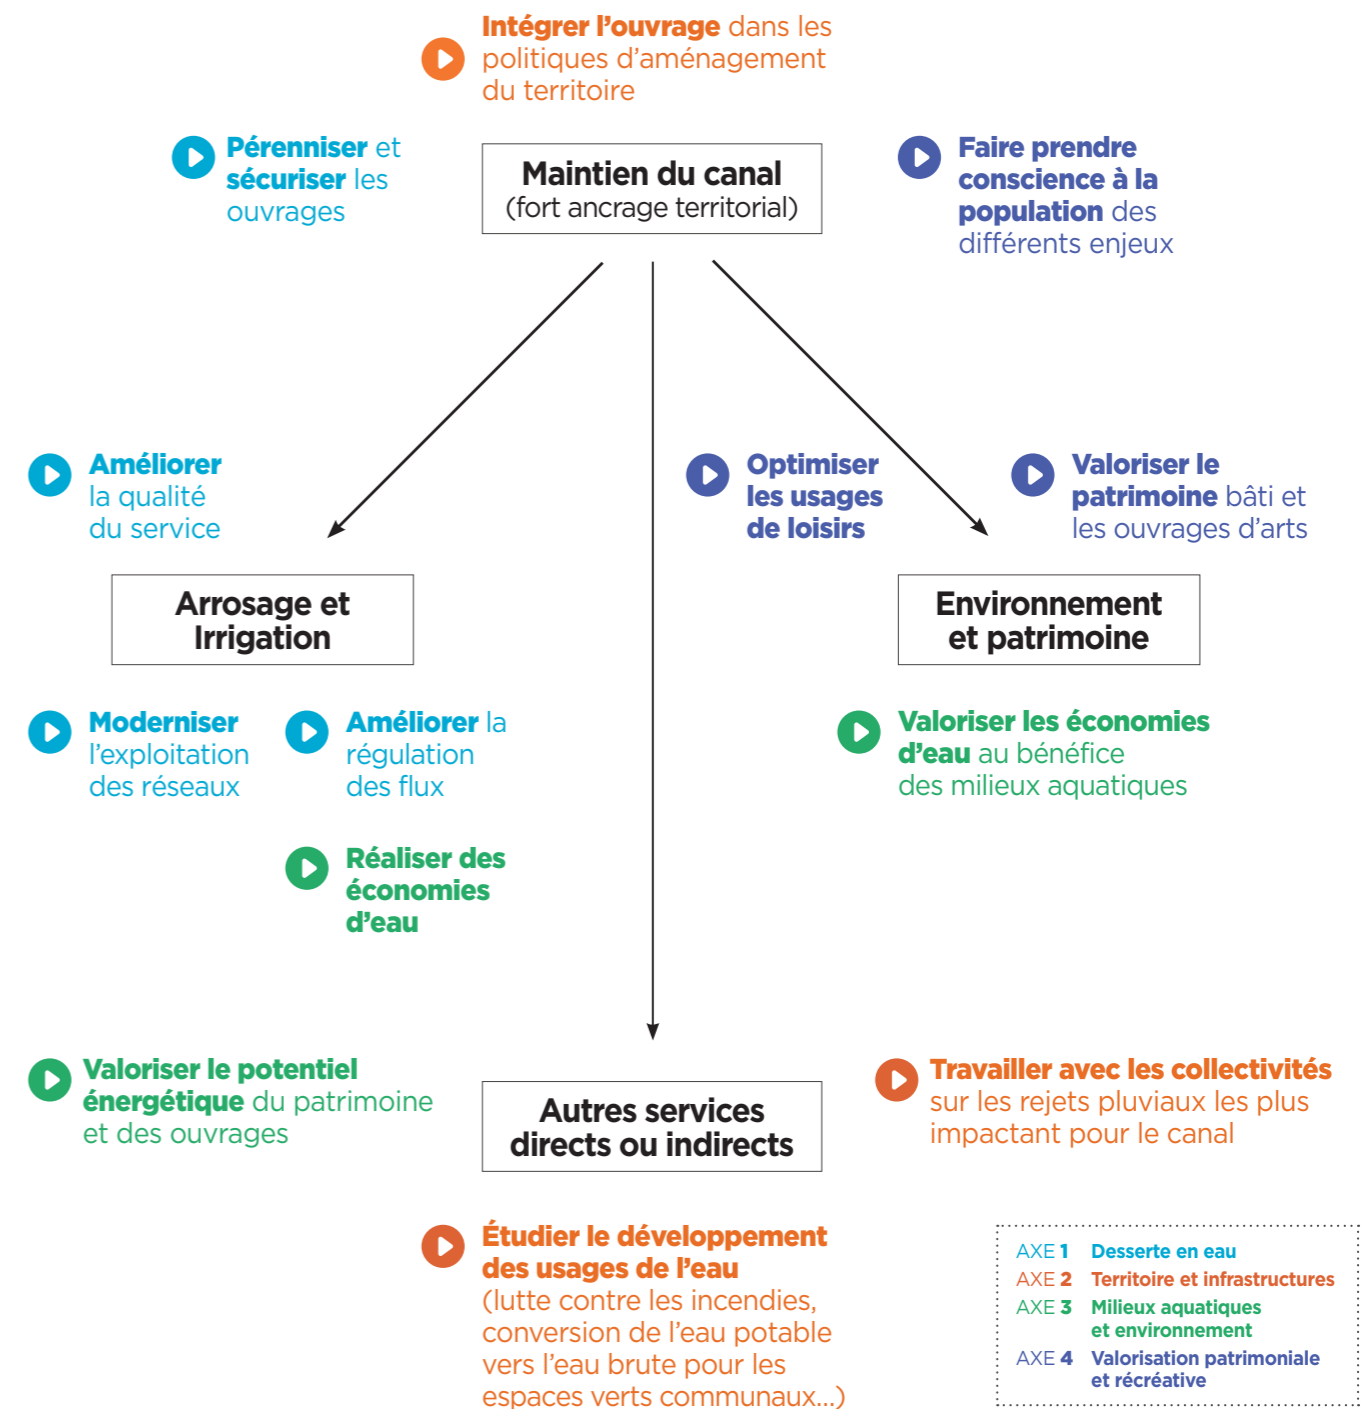 Intégrer l’ouvrage dans les
politiques d’aménagement
du territoire
Pérenniser et
sécuriser les
ouvrages
Maintien du canal
(fort ancrage territorial)
Faire prendre
conscience à la
population des
différents enjeux
Améliorer
la qualité
du service
Optimiser
les usages
de loisirs
Valoriser le
patrimoine bâti et
les ouvrages d’arts
Arrosage et
Irrigation
Environnement
et patrimoine
Moderniser
l’exploitation
des réseaux
Améliorer la
régulation
des flux
Valoriser les économies
d’eau au bénéfice
des milieux aquatiques
Réaliser des
économies
d’eau
Valoriser le potentiel
énergétique du patrimoine
et des ouvrages
Autres services
directs ou indirects
Travailler avec les collectivités
sur les rejets pluviaux les plus
impactant pour le canal
Étudier le développement
des usages de l’eau
(lutte contre les incendies,
conversion de l’eau potable
vers l’eau brute pour les
espaces verts communaux...)
AXE 1 Desserte en eau
AXE 2 Territoire et infrastructures
AXE 3 Milieux aquatiques
et environnement
AXE 4 Valorisation patrimoniale
et récréative